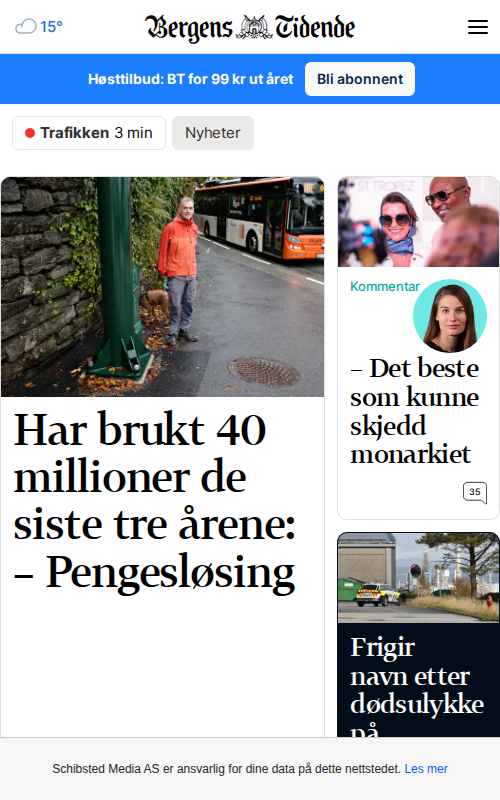 15°
Bergens Tidende
Høsttilbud: BT for 99 kr ut året
Bli abonnent
Trafikken 3 min
Nyheter
Har brukt 40
millioner de
siste tre årene:
– Pengesløsing
ST TROPEZ
Kommentar
– Det beste
som kunne
skjedd
monarkiet
35
Frigir
navn etter
dødsulykke
på
Schibsted Media AS er ansvarlig for dine data på dette nettstedet. Les mer